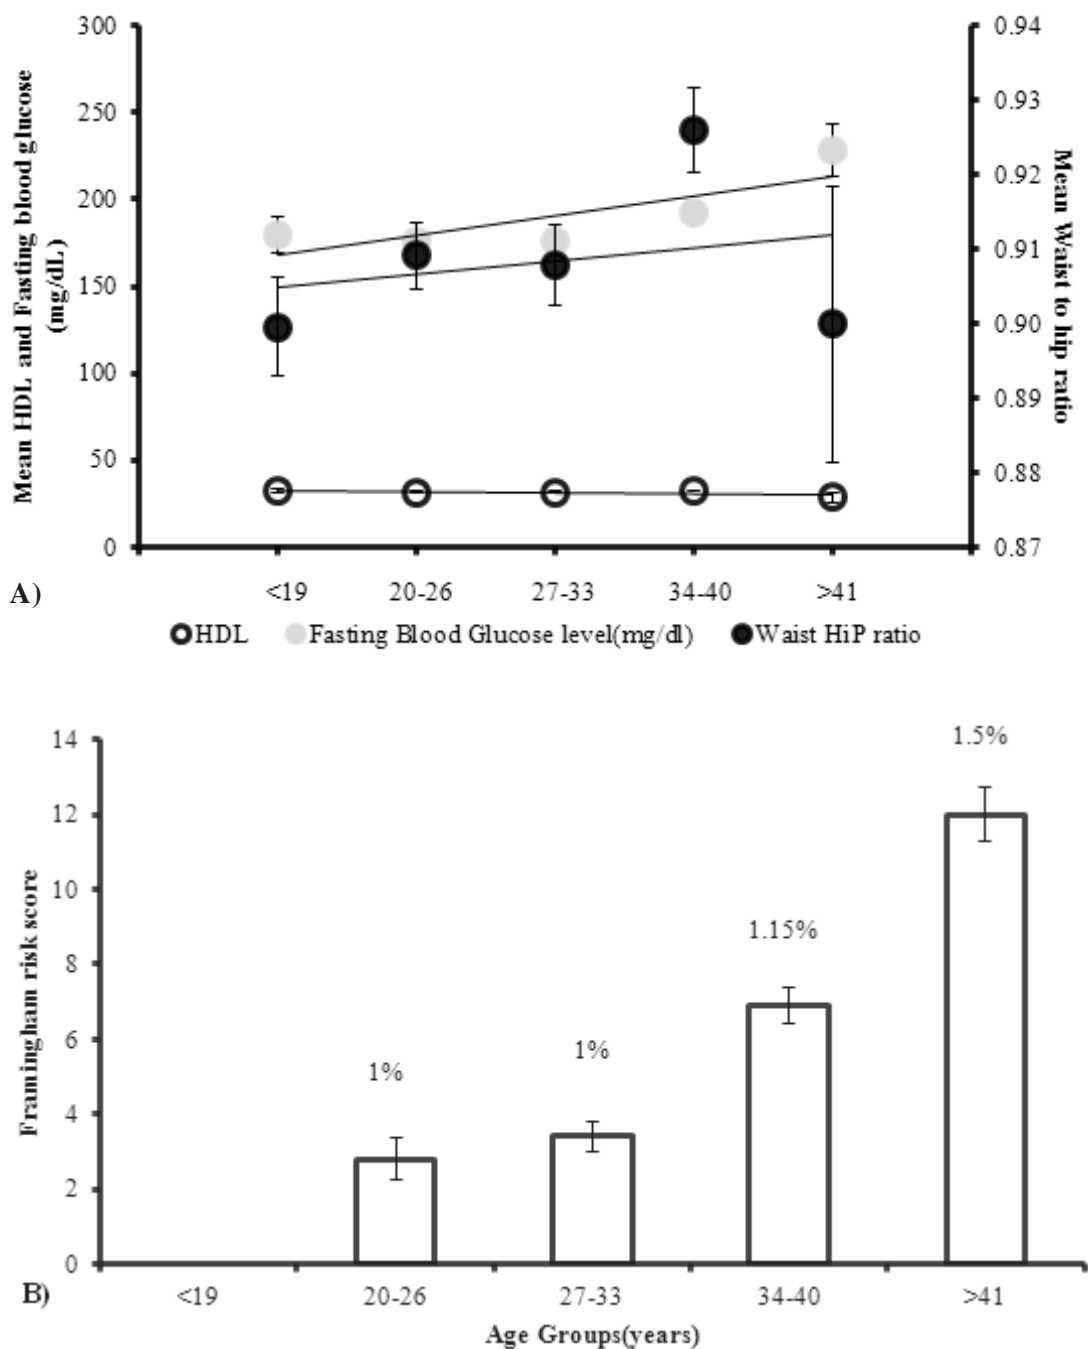 Mean HDL and Fasting blood glucose
(mg/dL)
300
250
200
150
100
50
0
0.94
0.93
0.92
0.91
0.90
0.89
0.88
0.87
Mean Waist to hip ratio
A)
<19 20-26 27-33 34-40 >41
HDL Fasting Blood Glucose level(mg/dl) Waist HiP ratio
Framingham risk score
14
12
10
8
6
4
2
0
1%
1%
1.15%
1.5%
B)
<19 20-26 27-33 34-40 >41
Age Groups(years)